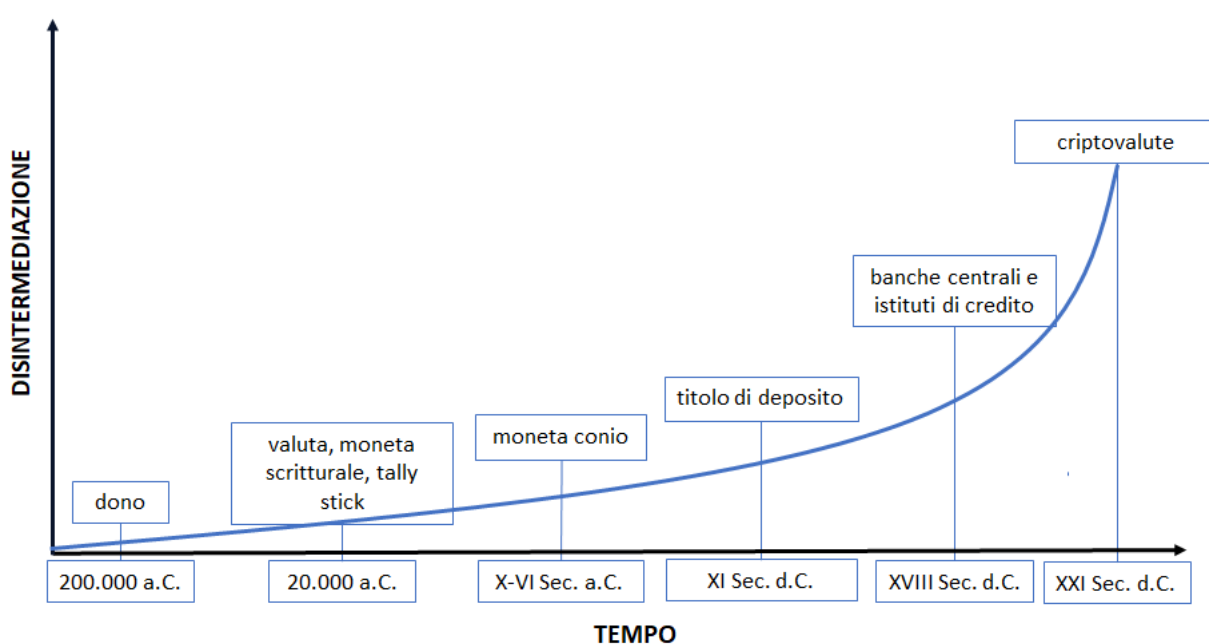 DISINTERMEDIAZIONE
criptovalute
banche centrali e
istituti di credito
titolo di deposito
moneta conio
valuta, moneta
scritturale, tally
stick
dono
200.000 a.C.
20.000 a.C.
X-VI Sec. a.C.
XI Sec. d.C.
XVIII Sec. d.C.
XXI Sec. d.C.
TEMPO